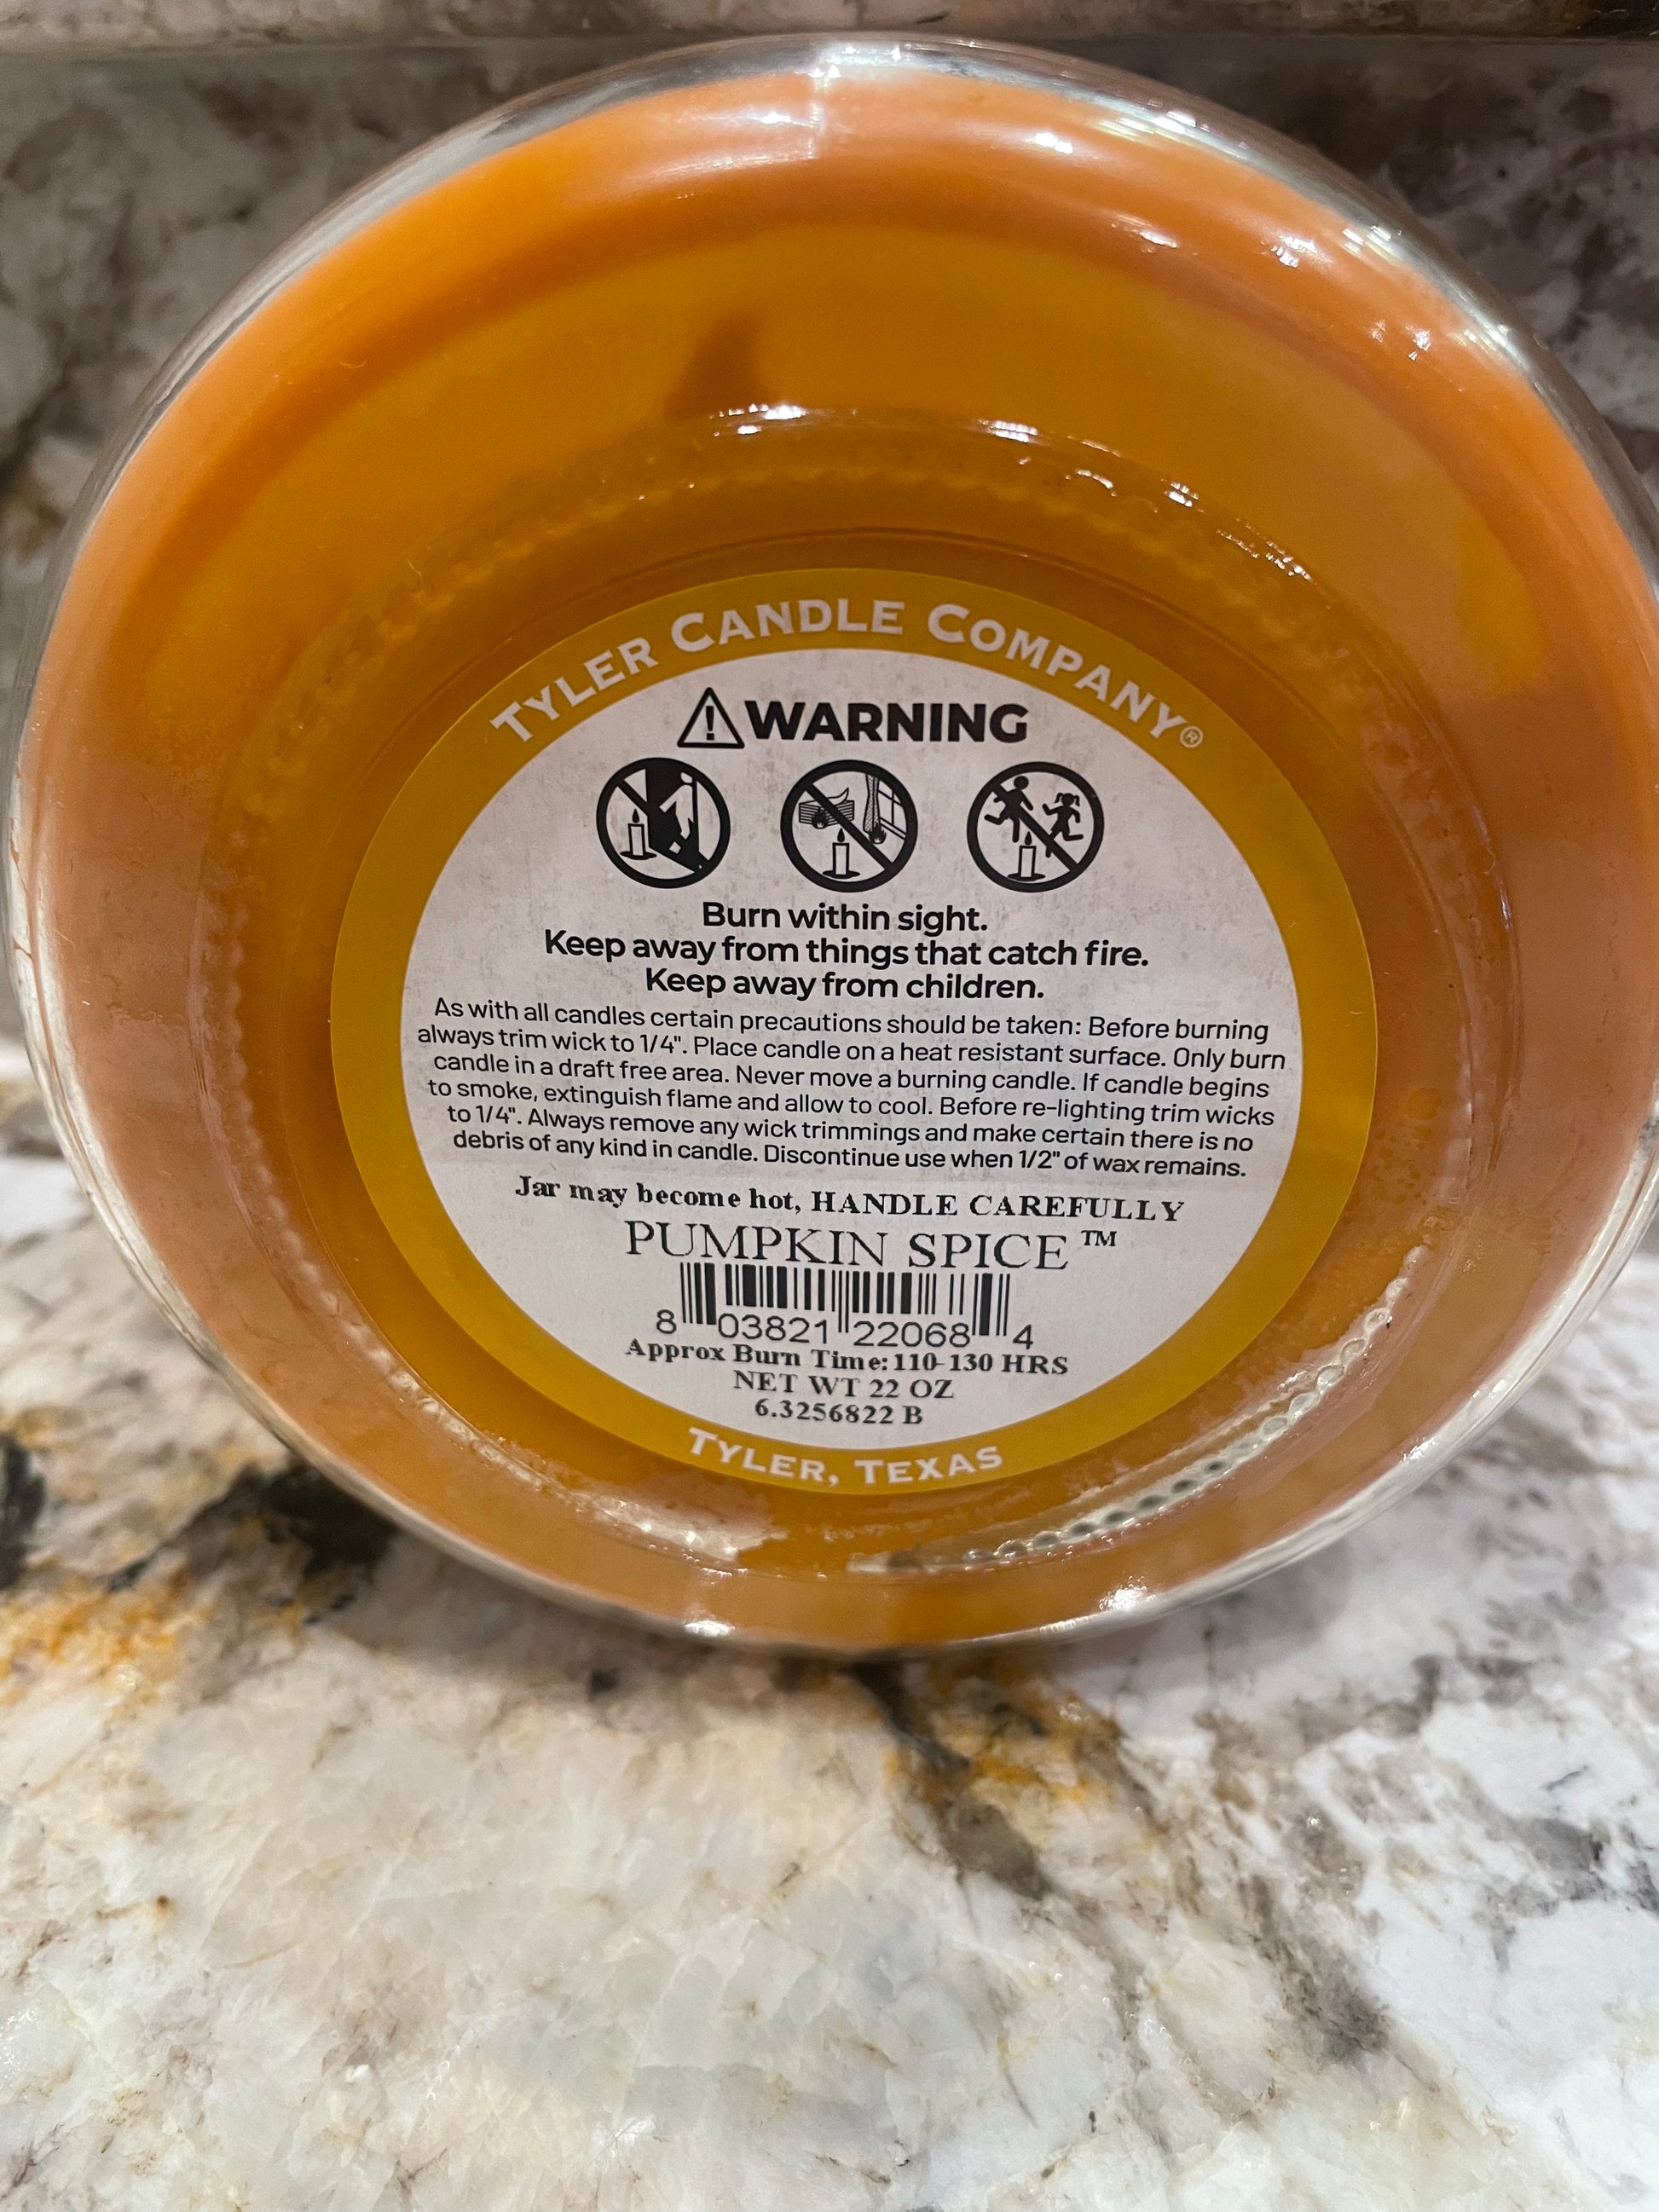 TYLER CANDLE COMPANY®
WARNING
Burn within sight.
Keep away from things that catch fire.
Keep away from children.
As with all candles certain precautions should be taken: Before burning
always trim wick to 1/4". Place candle on a heat resistant surface. Only burn
candle in a draft free area. Never move a burning candle. If candle begins
to smoke, extinguish flame and allow to cool. Before re-lighting trim wicks
to 1/4". Always remove any wick trimmings and make certain there is no
debris of any kind in candle. Discontinue use when 1/2" of wax remains.
Jar may become hot, HANDLE CAREFULLY
PUMPKIN SPICE ™
8 03821 22068 4
Approx Burn Time: 110-130 HRS
NET WT 22 OZ
6.3256822 B
TYLER, TEXAS